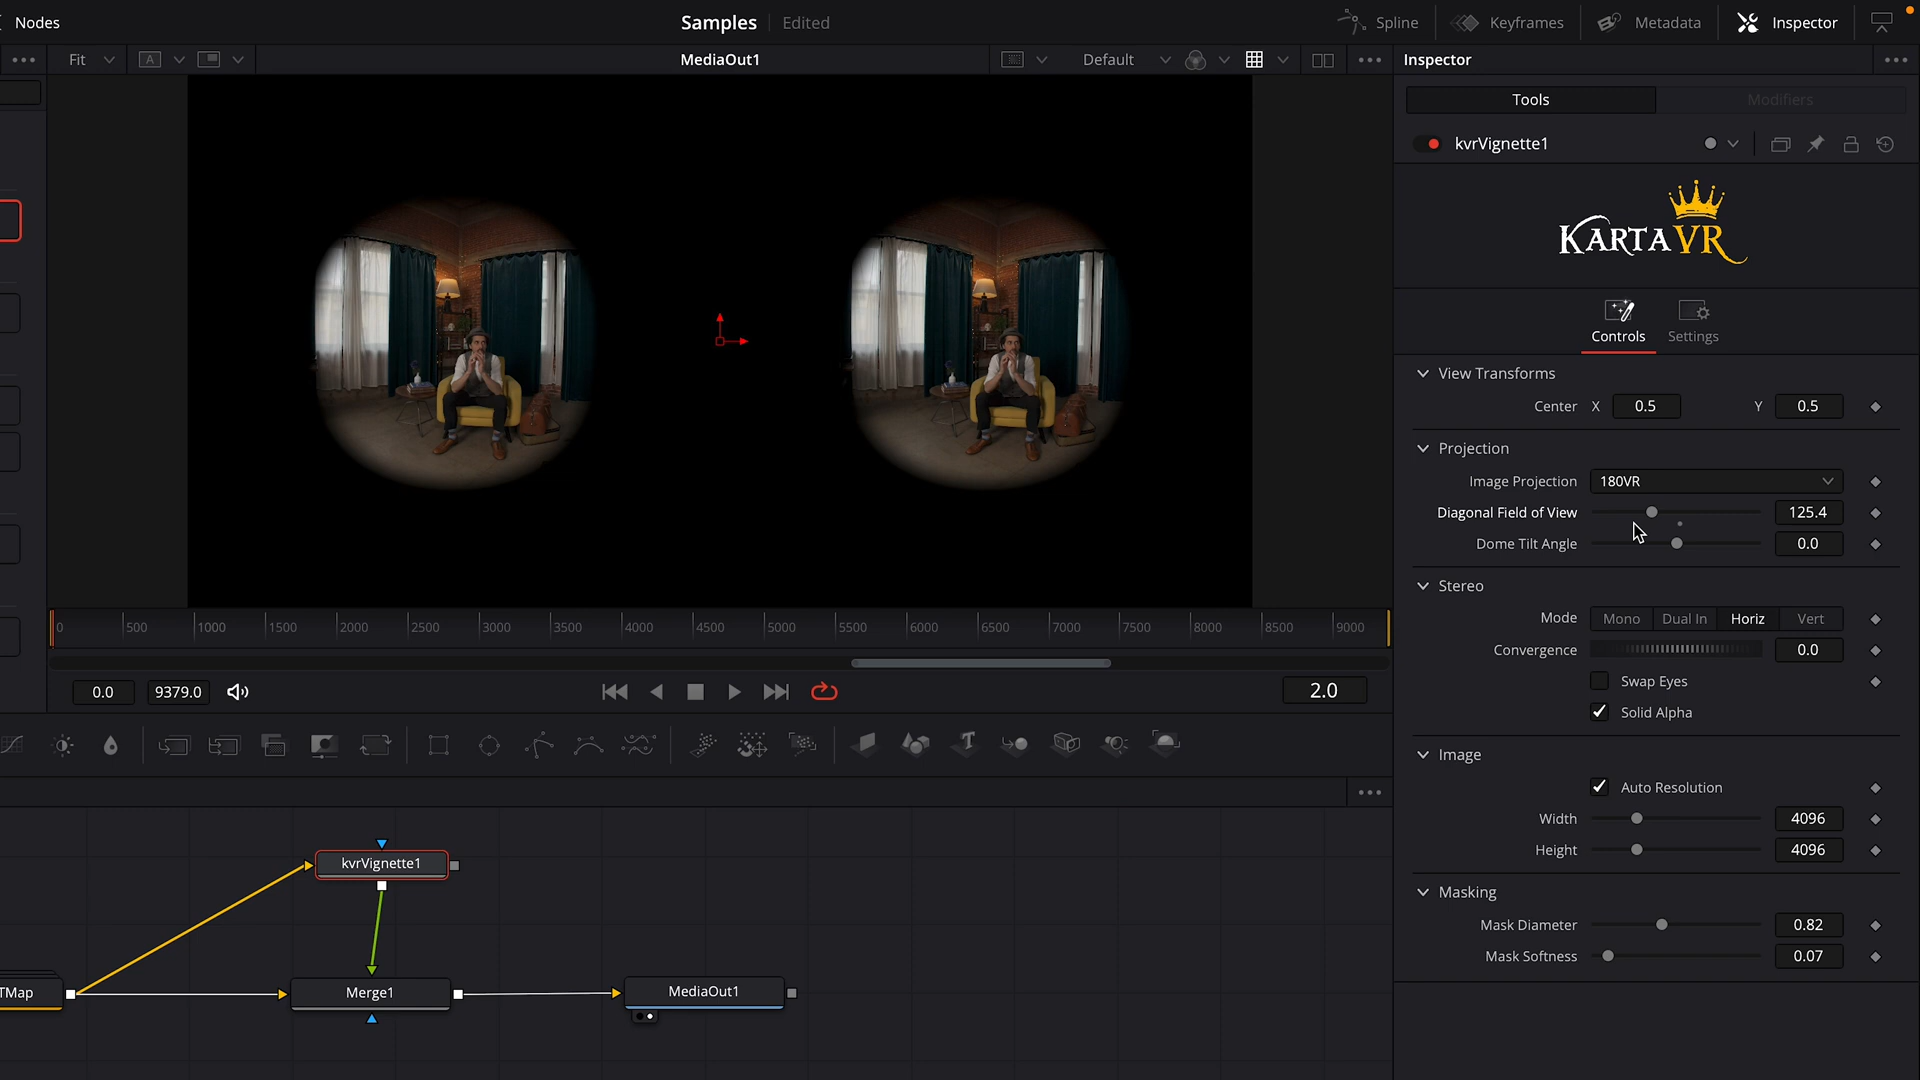 Nodes
Samples
Edited
Spline
Keyframes
Metadata
Inspector
Fit
A
MediaOut1
Default
Inspector
Tools
Modifiers
kvrVignette1
KARTAVR
Controls
Settings
View Transforms
Center X 0.5 Y 0.5
Projection
Image Projection 180VR
Diagonal Field of View 125.4
Dome Tilt Angle 0.0
Stereo
Mode Mono Dual In Horiz Vert
Convergence 0.0
Swap Eyes
Solid Alpha
Image
Auto Resolution
Width 4096
Height 4096
Masking
Mask Diameter 0.82
Mask Softness 0.07
0 500 1000 1500 2000 2500 3000 3500 4000 4500 5000 5500 6000 6500 7000 7500 8000 8500 9000
0.0 9379.0 2.0
kvrVignette1
TMap
Merge1
MediaOut1